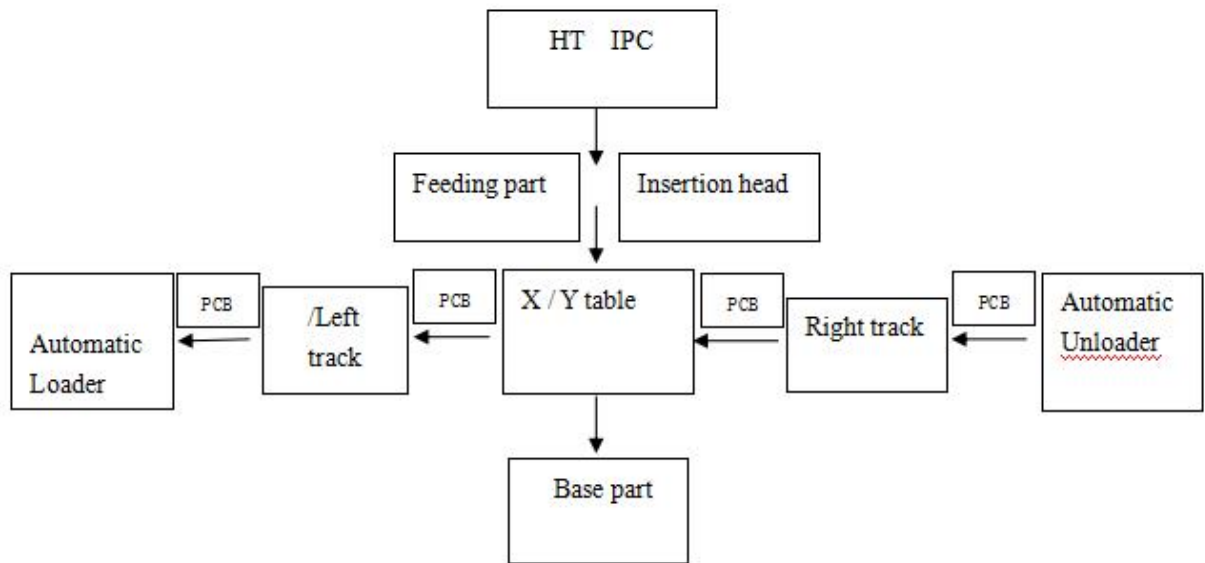 HT IPC
Feeding part
Insertion head
Automatic
Loader
PCB
/Left
track
PCB
X / Y table
PCB
Right track
PCB
Automatic
Unloader
Base part